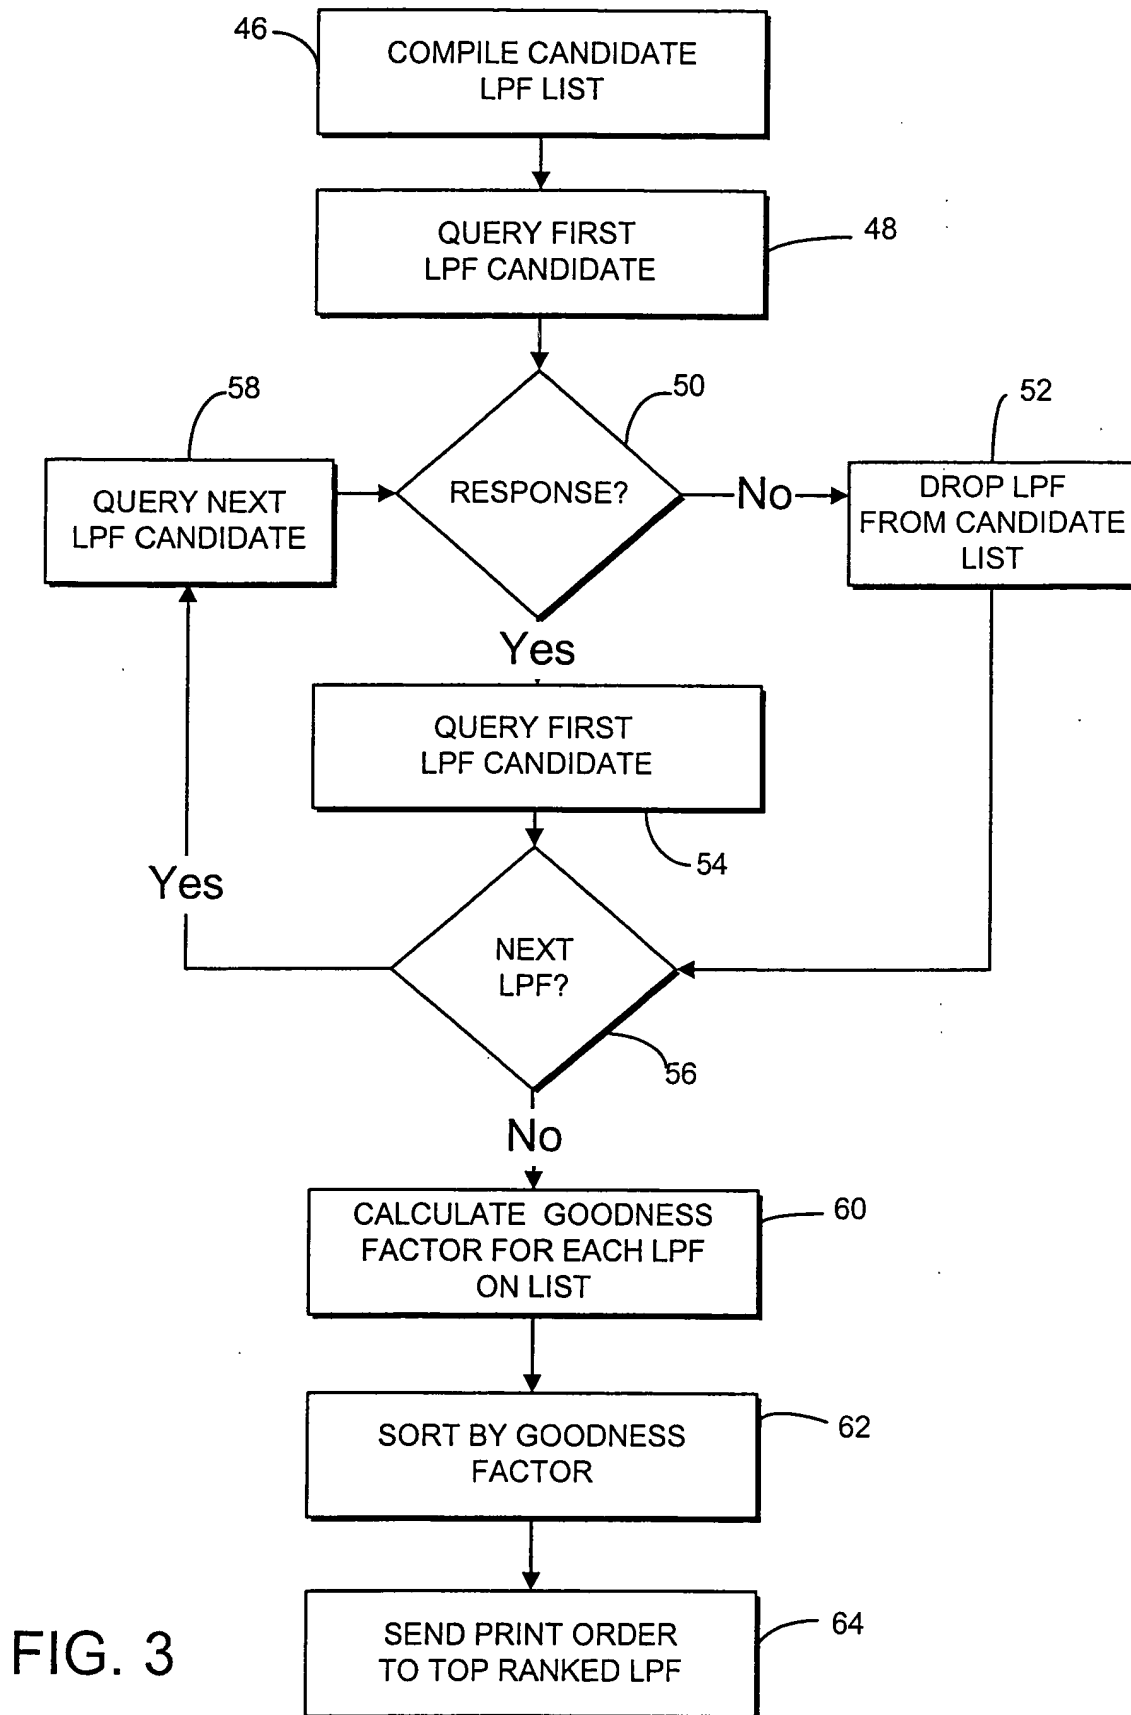 46
COMPILE CANDIDATE
LPF LIST
QUERY FIRST
LPF CANDIDATE
48
58
50
52
QUERY NEXT
LPF CANDIDATE
RESPONSE?
No
DROP LPF
FROM CANDIDATE
LIST
Yes
QUERY FIRST
LPF CANDIDATE
54
Yes
NEXT
LPF?
56
No
CALCULATE GOODNESS
FACTOR FOR EACH LPF
ON LIST
60
SORT BY GOODNESS
FACTOR
62
SEND PRINT ORDER
TO TOP RANKED LPF
64
FIG. 3